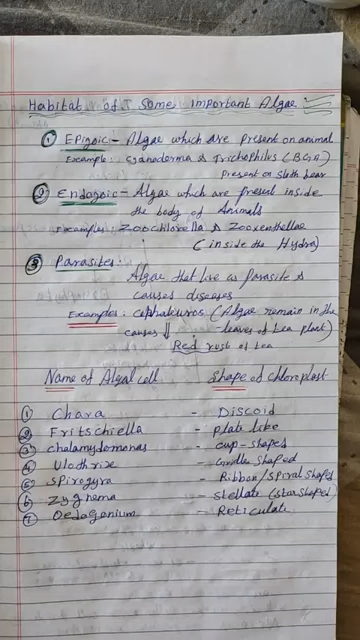 Habitat of Some Important Algae
① Epizoic:- Algae which are present on animal
Example: Cyanoderma & Trichophilus (BGA)
Present on Sloth bear
② Endozoic - Algae which are present inside
the body of Animals
Examples: Zoochlorella & Zooxenthellae
(inside the Hydra)
③ Parasites:
Algae that live as parasite &
causes diseases
Examples: Cephaleuros (Algae remain in the
causes ⇓ leaves of tea plant)
Red rust of tea
Name of Algal cell Shape of chloroplast
① Chara - Discoid
② Fritschiella - plate like
③ chalamydomonas - cup-shaped
④ Ulothrix - Girdle Shaped
⑤ Spirogyra - Ribbon/spiral shaped
⑥ Zygnema - Stellate (star shaped)
⑦ Oedogonium - Reticulate